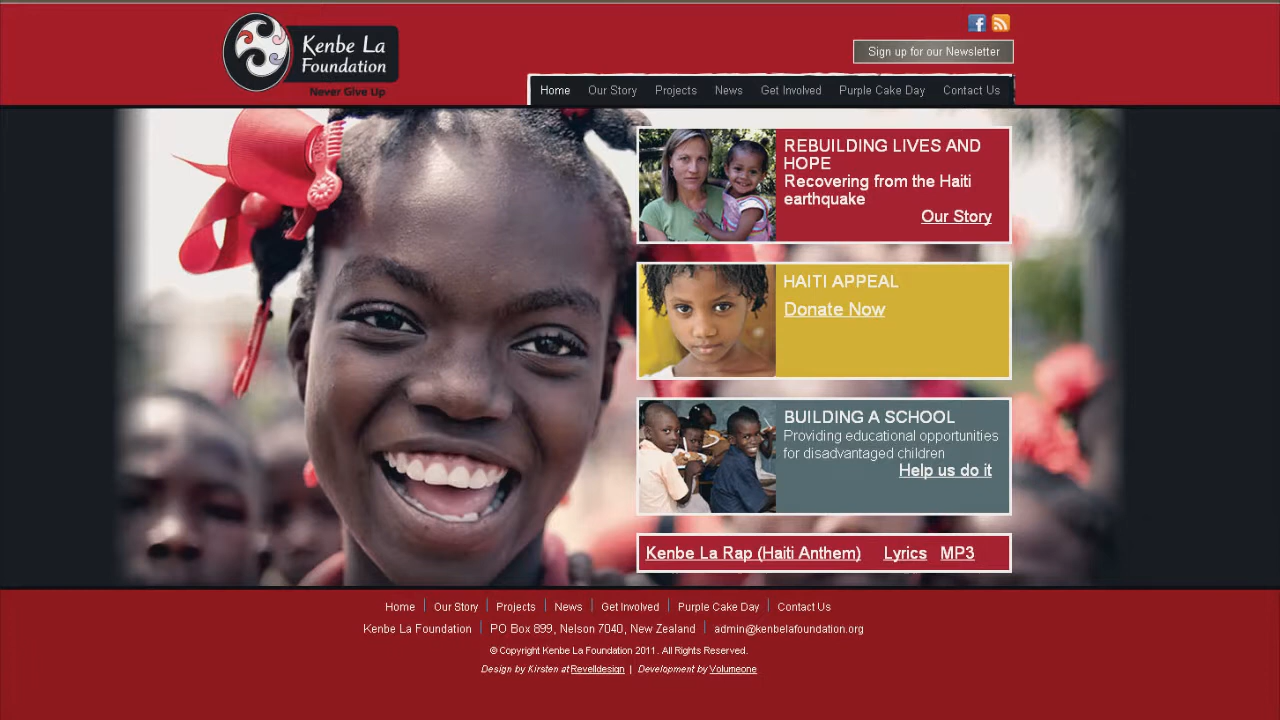 Kenbe La
Foundation
Never Give Up
Sign up for our Newsletter
Home Our Story Projects News Get Involved Purple Cake Day Contact Us
REBUILDING LIVES AND
HOPE
Recovering from the Haiti
earthquake
Our Story
HAITI APPEAL
Donate Now
BUILDING A SCHOOL
Providing educational opportunities
for disadvantaged children
Help us do it
Kenbe La Rap (Haiti Anthem) Lyrics MP3
Home | Our Story | Projects | News | Get Involved | Purple Cake Day | Contact Us
Kenbe La Foundation | PO Box 899, Nelson 7040, New Zealand | admin@kenbelafoundation.org
© Copyright Kenbe La Foundation 2011. All Rights Reserved.
Design by Kirsten at Revelldesign | Development by Volumeone